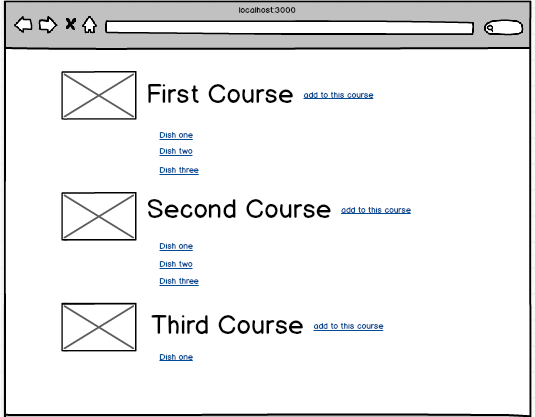 localhost:3000
First Course add to this course
Dish one
Dish two
Dish three
Second Course add to this course
Dish one
Dish two
Dish three
Third Course add to this course
Dish one